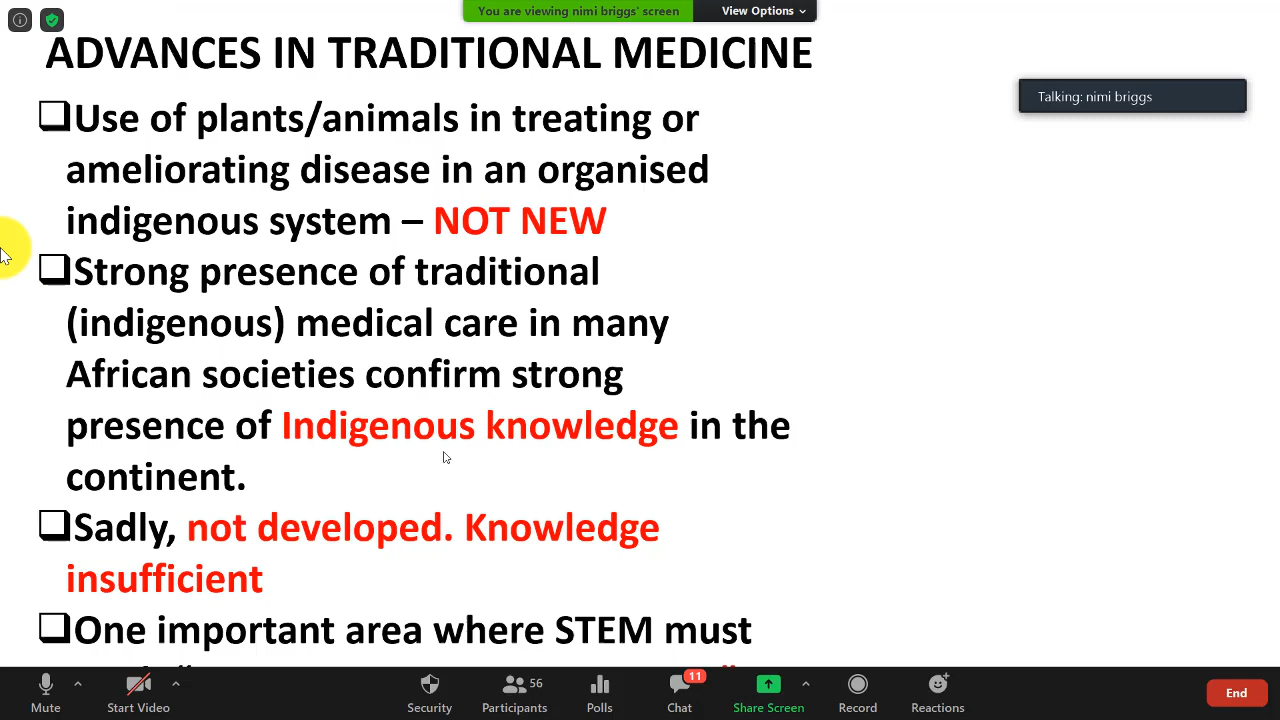 You are viewing nimi briggs' screen
View Options
ADVANCES IN TRADITIONAL MEDICINE
Talking: nimi briggs
Use of plants/animals in treating or
ameliorating disease in an organised
indigenous system – NOT NEW
Strong presence of traditional
(indigenous) medical care in many
African societies confirm strong
presence of Indigenous knowledge in the
continent.
Sadly, not developed. Knowledge
insufficient
One important area where STEM must
Mute
Start Video
Security
56
Participants
Polls
11
Chat
Share Screen
Record
Reactions
End